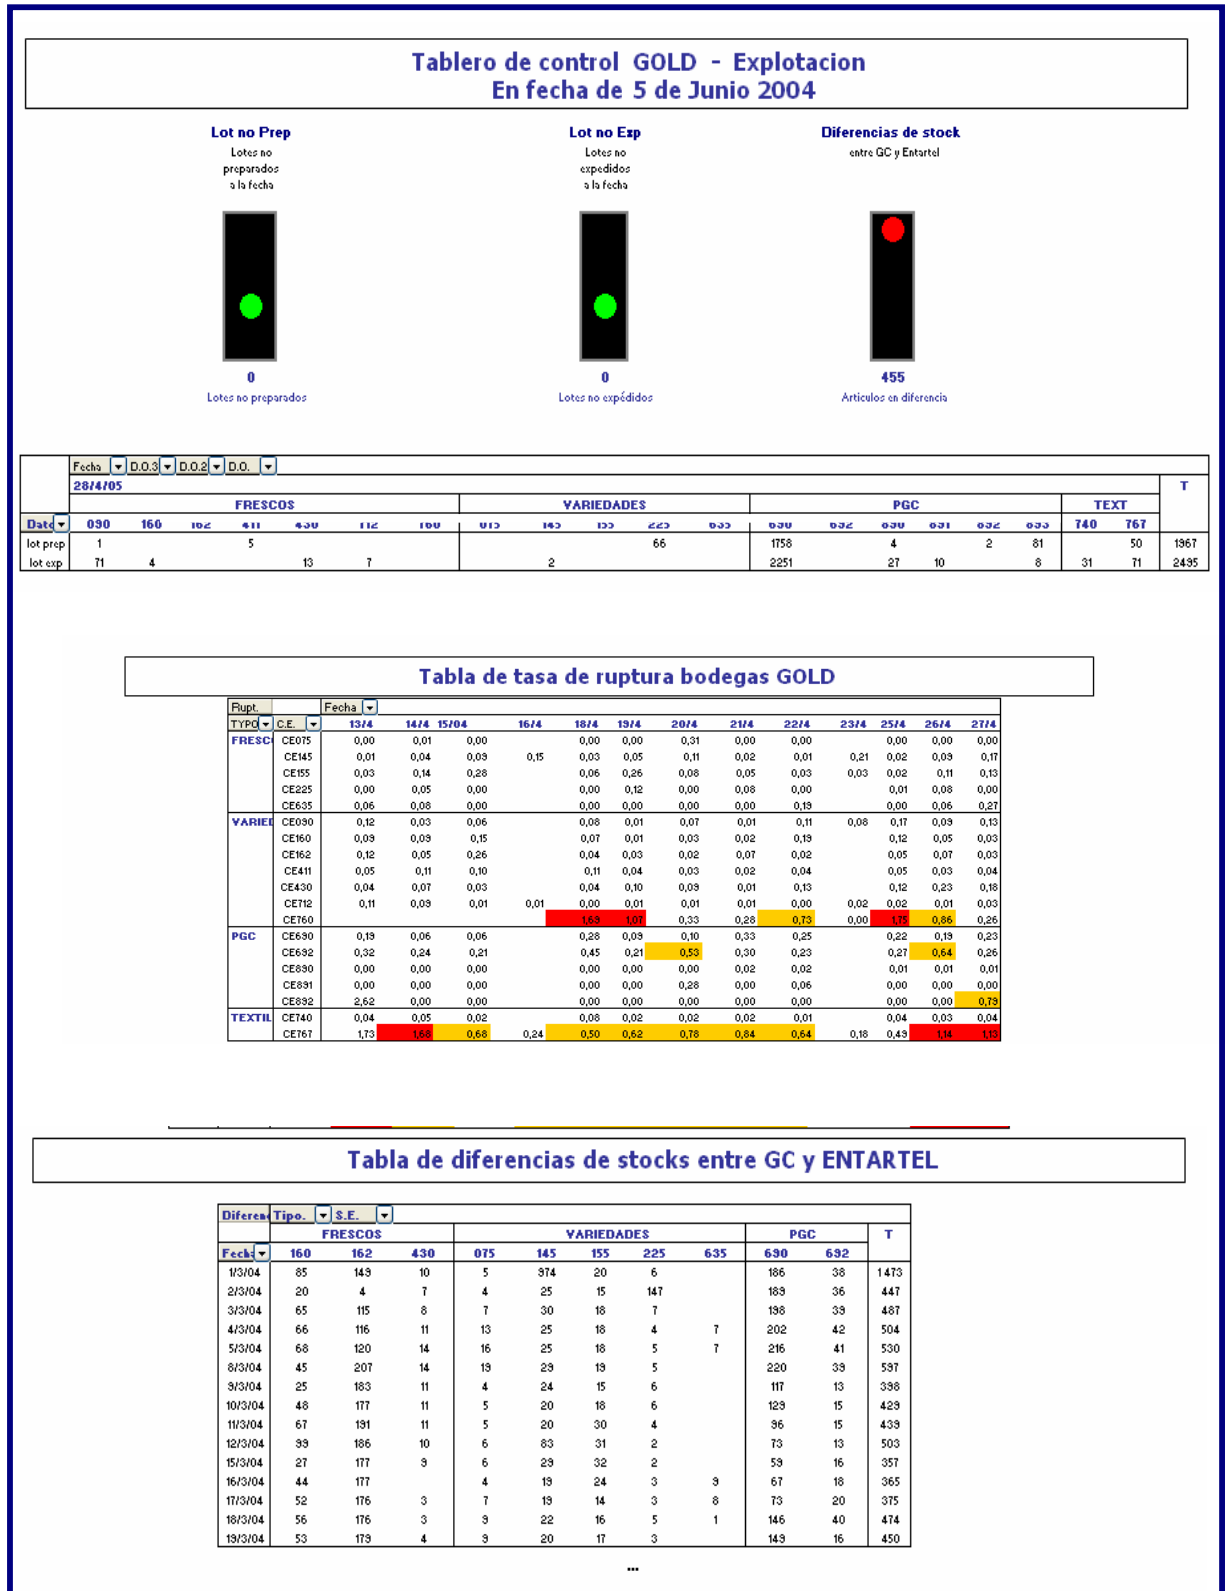 Tablero de control GOLD - Explotacion
En fecha de 5 de Junio 2004
Lot no Prep Lot no Exp Diferencias de stock
Lotes no Lotes no entre GC y Entartel
preparados expedidos
a la fecha a la fecha
0 0 455
Lotes no preparados Lotes no expédidos Articulos en diferencia
Fecha D.O.3 D.O.2 D.O.
28/4/05 T
FRESCOS VARIEDADES PGC TEXT
Date 090 160 162 411 430 015 145 155 225 635 690 692 740 767
lot prep 1 5 66 1758 4 2 81 50 1967
lot exp 71 4 13 7 2 2251 27 10 8 31 71 2495
Tabla de tasa de ruptura bodegas GOLD
Rupt. Fecha
TYPO C.E. 13/4 14/4 15/04 16/4 18/4 19/4 20/4 21/4 22/4 23/4 25/4 26/4 27/4
FRESC CE075 0,00 0,01 0,00 0,00 0,00 0,31 0,00 0,00 0,00 0,00 0,00
CE145 0,01 0,04 0,09 0,15 0,03 0,05 0,11 0,02 0,01 0,21 0,02 0,09 0,17
CE155 0,03 0,14 0,28 0,06 0,26 0,08 0,05 0,03 0,03 0,02 0,11 0,13
CE225 0,00 0,05 0,00 0,00 0,12 0,00 0,08 0,00 0,01 0,08 0,00
CE635 0,06 0,08 0,00 0,00 0,00 0,00 0,00 0,19 0,00 0,06 0,27
VARIED CE090 0,12 0,03 0,06 0,08 0,01 0,07 0,01 0,11 0,08 0,17 0,09 0,13
CE160 0,09 0,09 0,15 0,07 0,01 0,03 0,02 0,19 0,12 0,05 0,03
CE162 0,12 0,05 0,26 0,04 0,03 0,02 0,07 0,02 0,05 0,07 0,03
CE411 0,05 0,11 0,10 0,11 0,04 0,03 0,02 0,04 0,05 0,03 0,04
CE430 0,04 0,07 0,03 0,04 0,10 0,09 0,01 0,13 0,12 0,23 0,18
CE712 0,11 0,09 0,01 0,01 0,00 0,01 0,01 0,01 0,00 0,02 0,02 0,01 0,03
CE760 1,69 1,07 0,33 0,28 0,73 0,00 1,75 0,86 0,26
PGC CE690 0,19 0,06 0,06 0,28 0,09 0,10 0,33 0,25 0,22 0,19 0,23
CE692 0,32 0,24 0,21 0,45 0,21 0,53 0,30 0,23 0,27 0,64 0,26
CE890 0,00 0,00 0,00 0,00 0,00 0,00 0,02 0,02 0,01 0,01 0,01
CE891 0,00 0,00 0,00 0,00 0,00 0,28 0,00 0,06 0,00 0,00 0,00
CE892 2,62 0,00 0,00 0,00 0,00 0,00 0,00 0,00 0,00 0,00 0,79
TEXTIL CE740 0,04 0,05 0,02 0,08 0,02 0,02 0,02 0,01 0,04 0,03 0,04
CE767 1,73 1,68 0,68 0,24 0,50 0,62 0,78 0,84 0,64 0,18 0,49 1,14 1,13
Tabla de diferencias de stocks entre GC y ENTARTEL
Diferen Tipo. S.E.
FRESCOS VARIEDADES PGC T
Fecha 160 162 430 075 145 155 225 635 690 692
1/3/04 85 149 10 5 974 20 6 186 38 1473
2/3/04 20 4 7 4 25 15 147 189 36 447
3/3/04 65 115 8 7 30 18 7 198 39 487
4/3/04 66 116 11 13 25 18 4 7 202 42 504
5/3/04 68 120 14 16 25 18 5 7 216 41 530
8/3/04 45 207 14 19 29 19 5 220 39 597
9/3/04 25 183 11 4 24 15 6 117 13 398
10/3/04 48 177 11 5 20 18 6 129 15 429
11/3/04 67 191 11 5 20 30 4 96 15 439
12/3/04 99 186 10 6 83 31 2 73 13 503
15/3/04 27 177 9 6 29 32 2 59 16 357
16/3/04 44 177 4 19 24 3 9 67 18 365
17/3/04 52 176 3 7 19 14 3 8 73 20 375
18/3/04 56 176 3 9 22 16 5 1 146 40 474
19/3/04 53 179 4 9 20 17 3 149 16 450
...